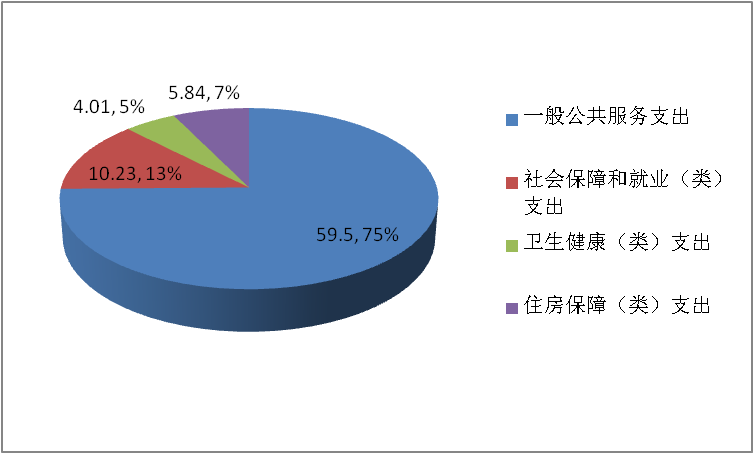 5.84, 7%
4.01, 5%
10.23, 13%
59.5, 75%
一般公共服务支出
社会保障和就业（类）
支出
卫生健康（类）支出
住房保障（类）支出